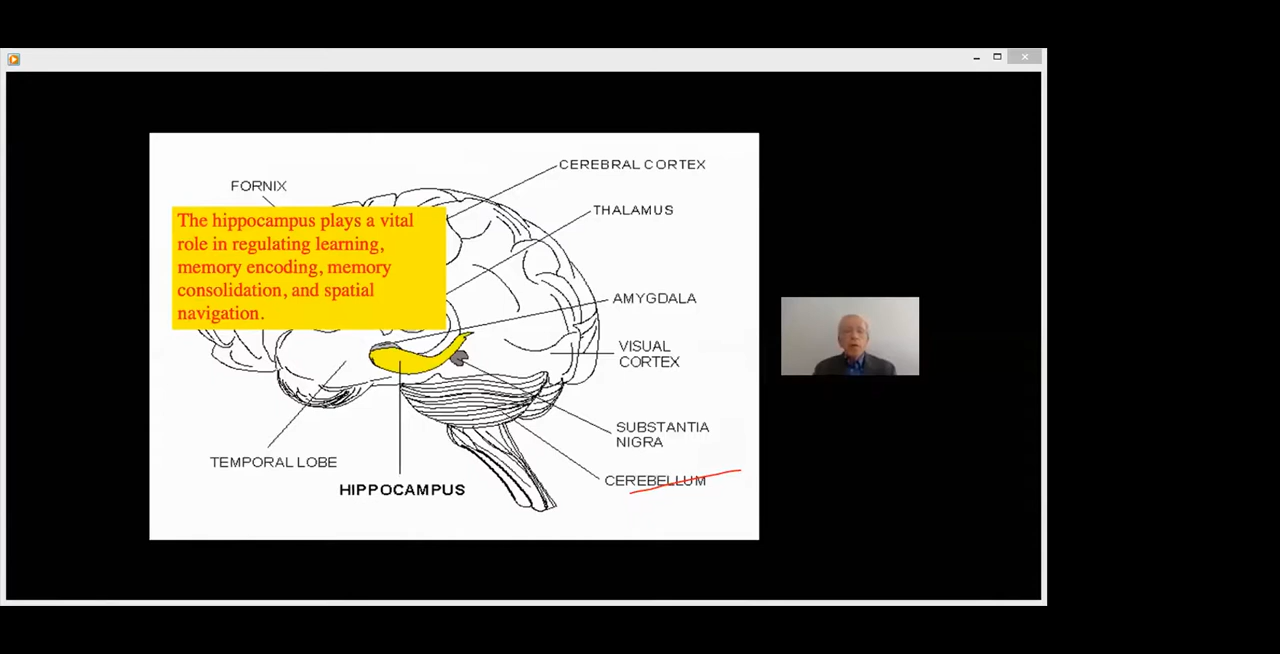 CEREBRAL CORTEX
FORNIX
THALAMUS
The hippocampus plays a vital
role in regulating learning,
memory encoding, memory
consolidation, and spatial
navigation.
AMYGDALA
VISUAL
CORTEX
SUBSTANTIA
NIGRA
TEMPORAL LOBE
CEREBELLUM
HIPPOCAMPUS